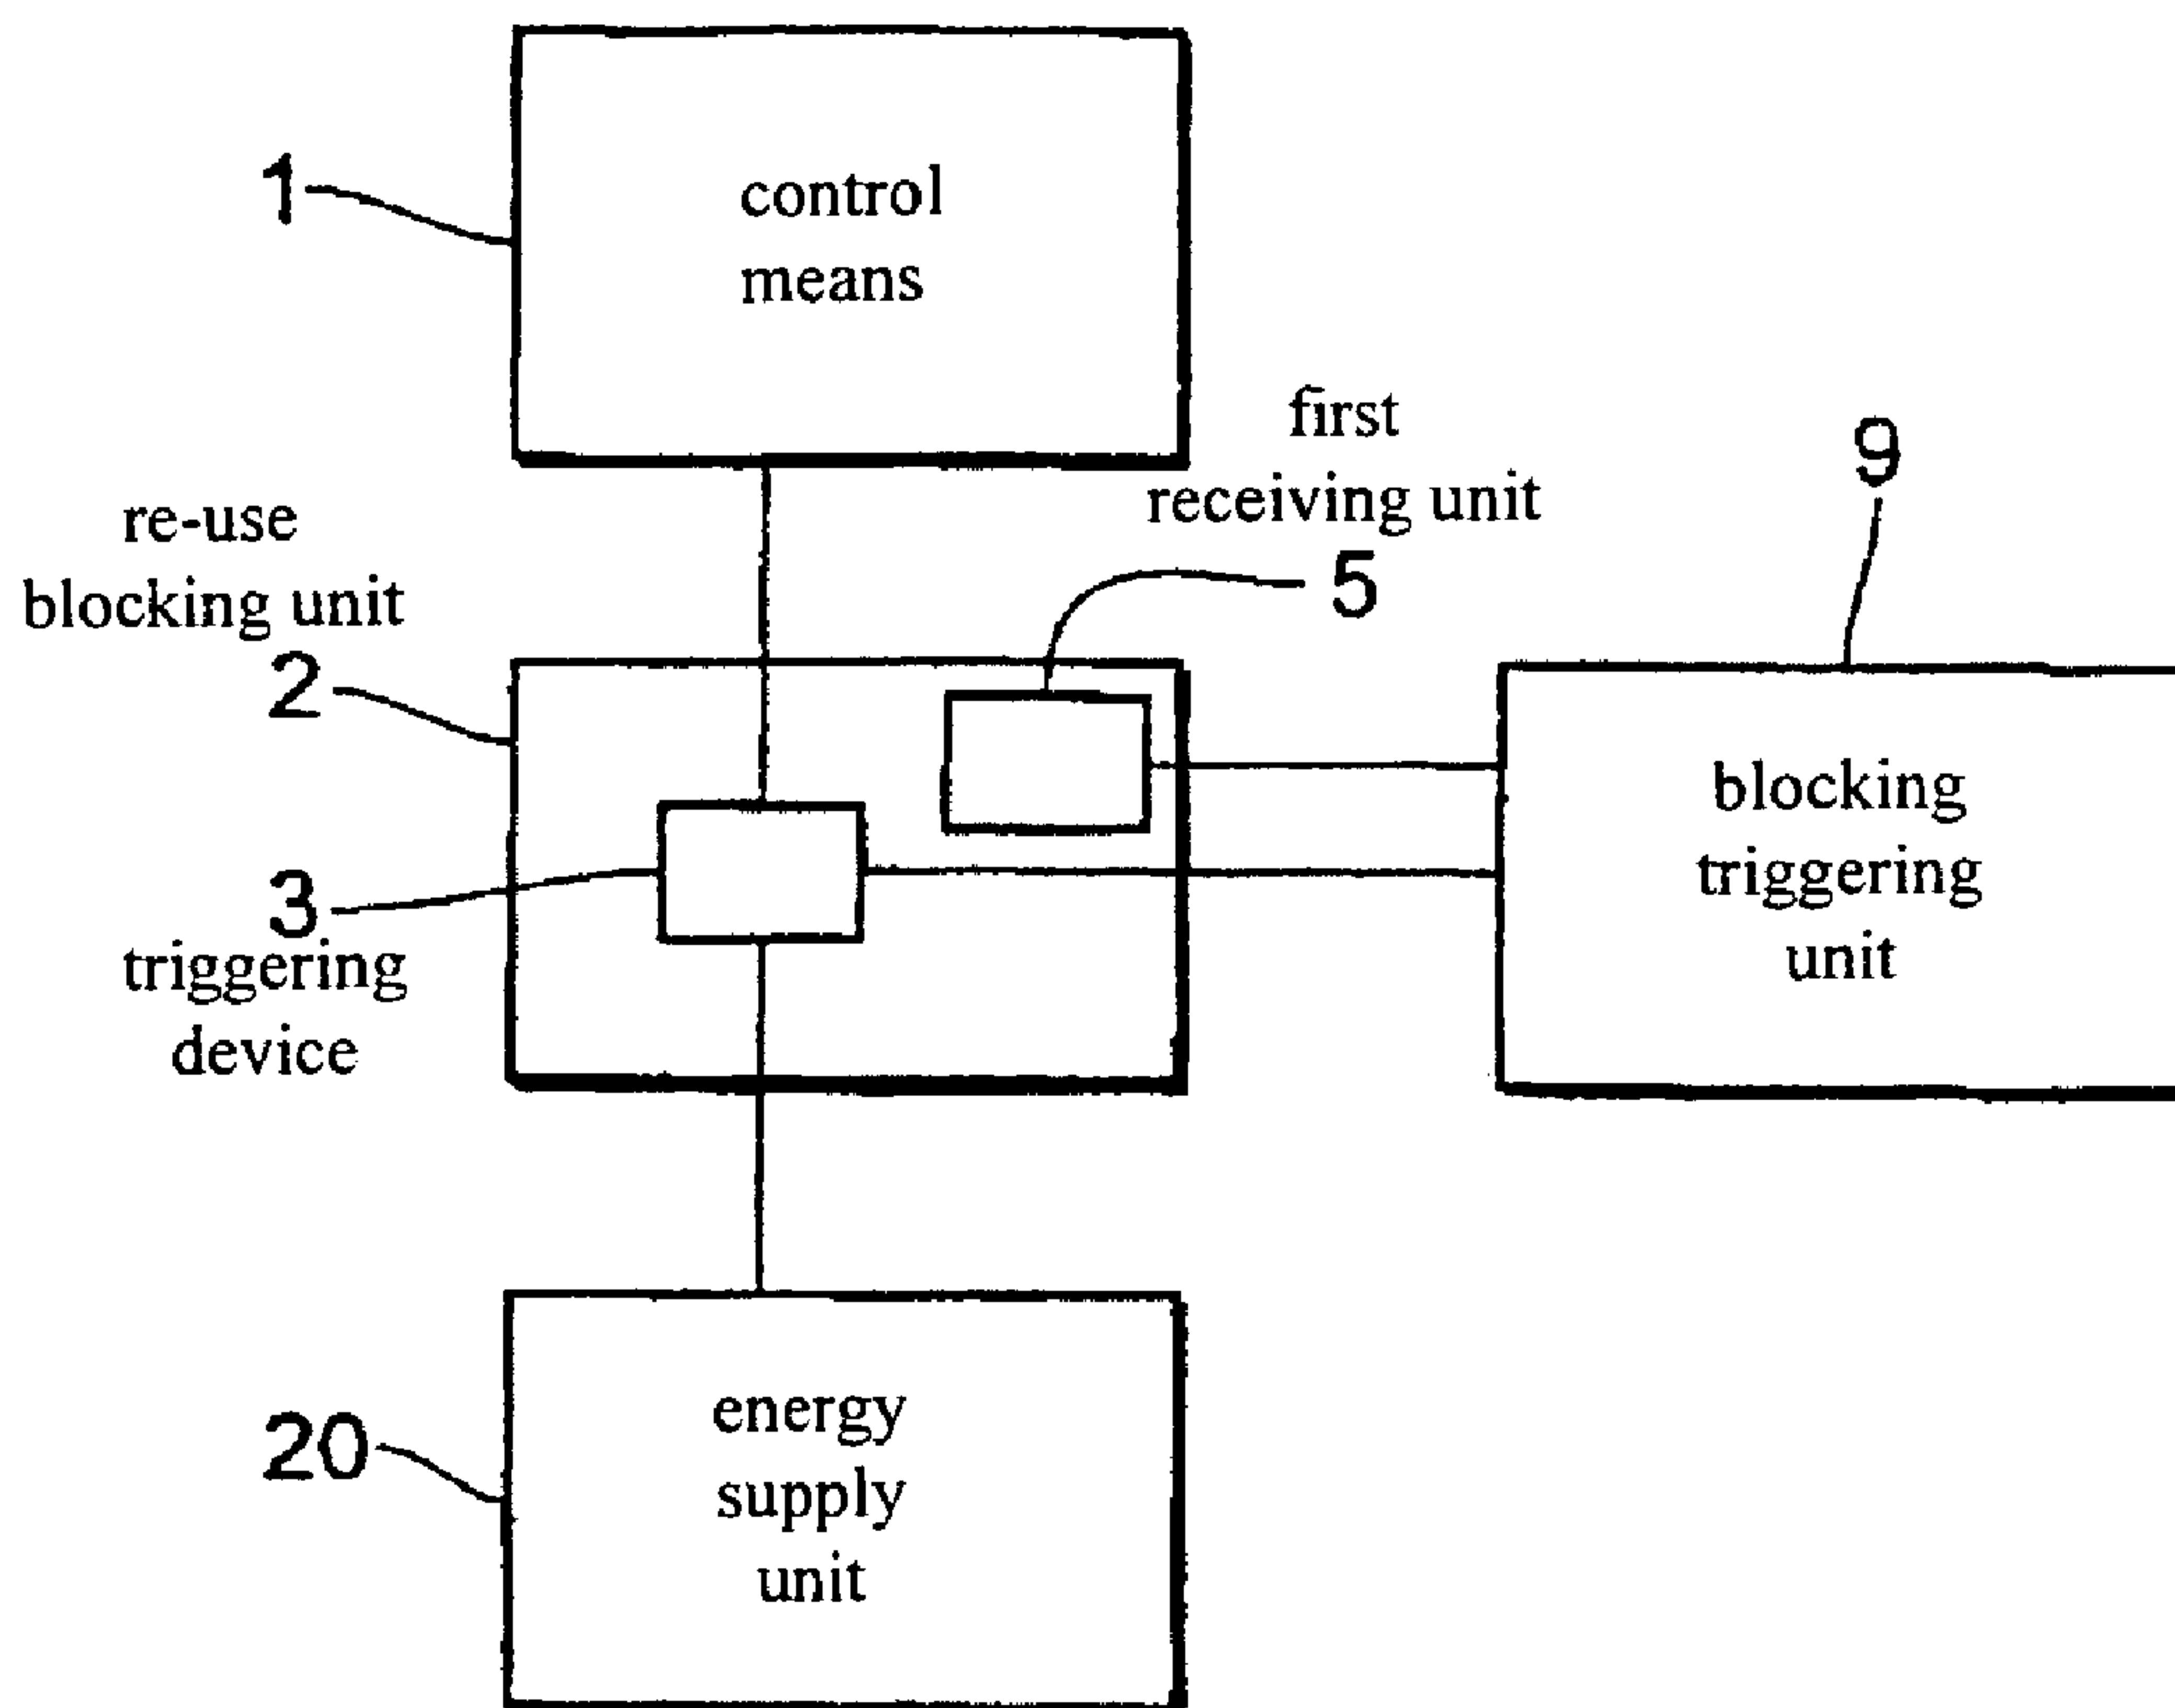 1
control
means
first
receiving unit
5
9
re-use
blocking unit
2
blocking
triggering
unit
3
triggering
device
20
energy
supply
unit